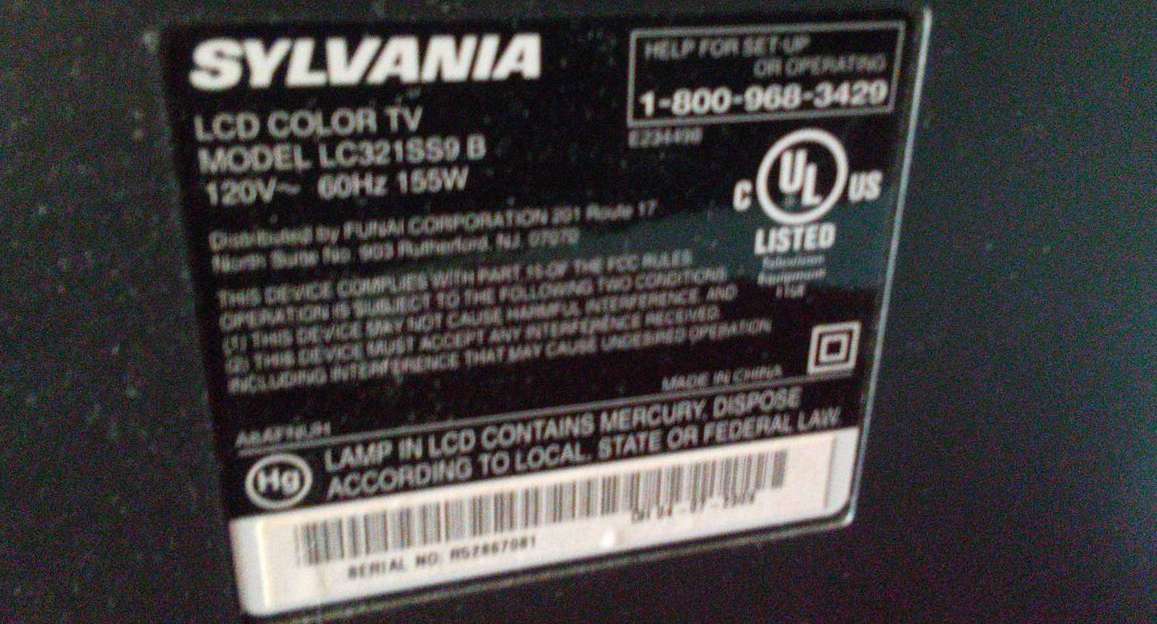 SYLVANIA
LCD COLOR TV
MODEL LC321SS9 B
120V~ 60Hz 155W
HELP FOR SET-UP
OR OPERATING
1-800-968-3429
E234498
C UL US
LISTED
Distributed by FUNAI CORPORATION 201 Route 17
North Suite No. 903 Rutherford, NJ. 07070
THIS DEVICE COMPLIES WITH PART 15 OF THE FCC RULES
OPERATION IS SUBJECT TO THE FOLLOWING TWO CONDITIONS
(1) THIS DEVICE MAY NOT CAUSE HARMFUL INTERFERENCE, AND
(2) THIS DEVICE MUST ACCEPT ANY INTERFERENCE RECEIVED.
INCLUDING INTERFERENCE THAT MAY CAUSE UNDESIRED OPERATION
MADE IN CHINA
Hg
LAMP IN LCD CONTAINS MERCURY, DISPOSE
ACCORDING TO LOCAL. STATE OR FEDERAL LAW.
SERIAL NO: